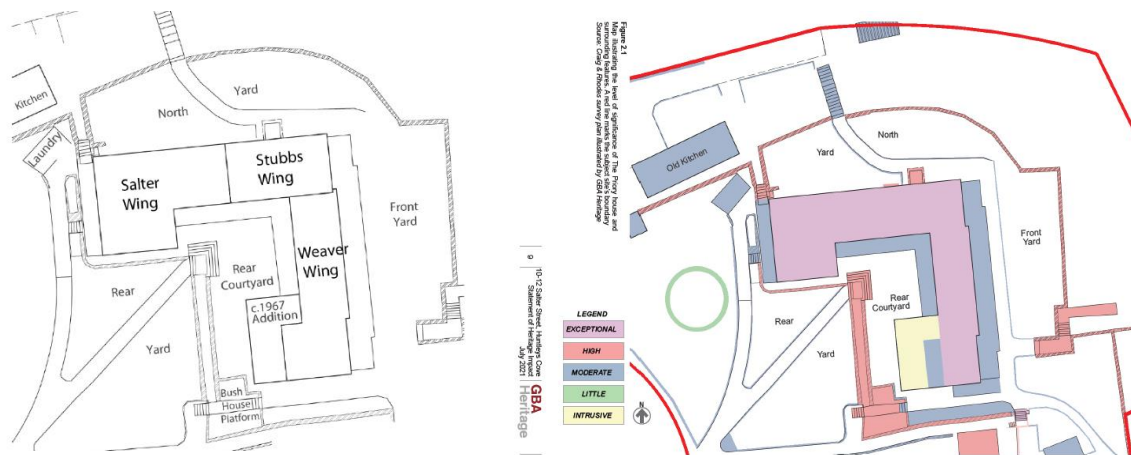 Kitchen
Laundry
North
Yard
Salter
Wing
Stubbs
Wing
Weaver
Wing
Front
Yard
Rear
Courtyard
c.1967
Addition
Rear
Yard
Bush
House
Platform
Figure 2.1
Map illustrating the level of significance of The Priory house and
surrounding features. A red line marks the subject site's boundary
Source: Craig & Rhodes survey plan illustrated by GBA Heritage
9
10-12 Salter Street, Huntleys Cove
Statement of Heritage Impact
July 2021
GBA
Heritage
LEGEND
EXCEPTIONAL
HIGH
MODERATE
LITTLE
INTRUSIVE
N
Old Kitchen
North
Yard
Front
Yard
Rear
Courtyard
Rear
Yard